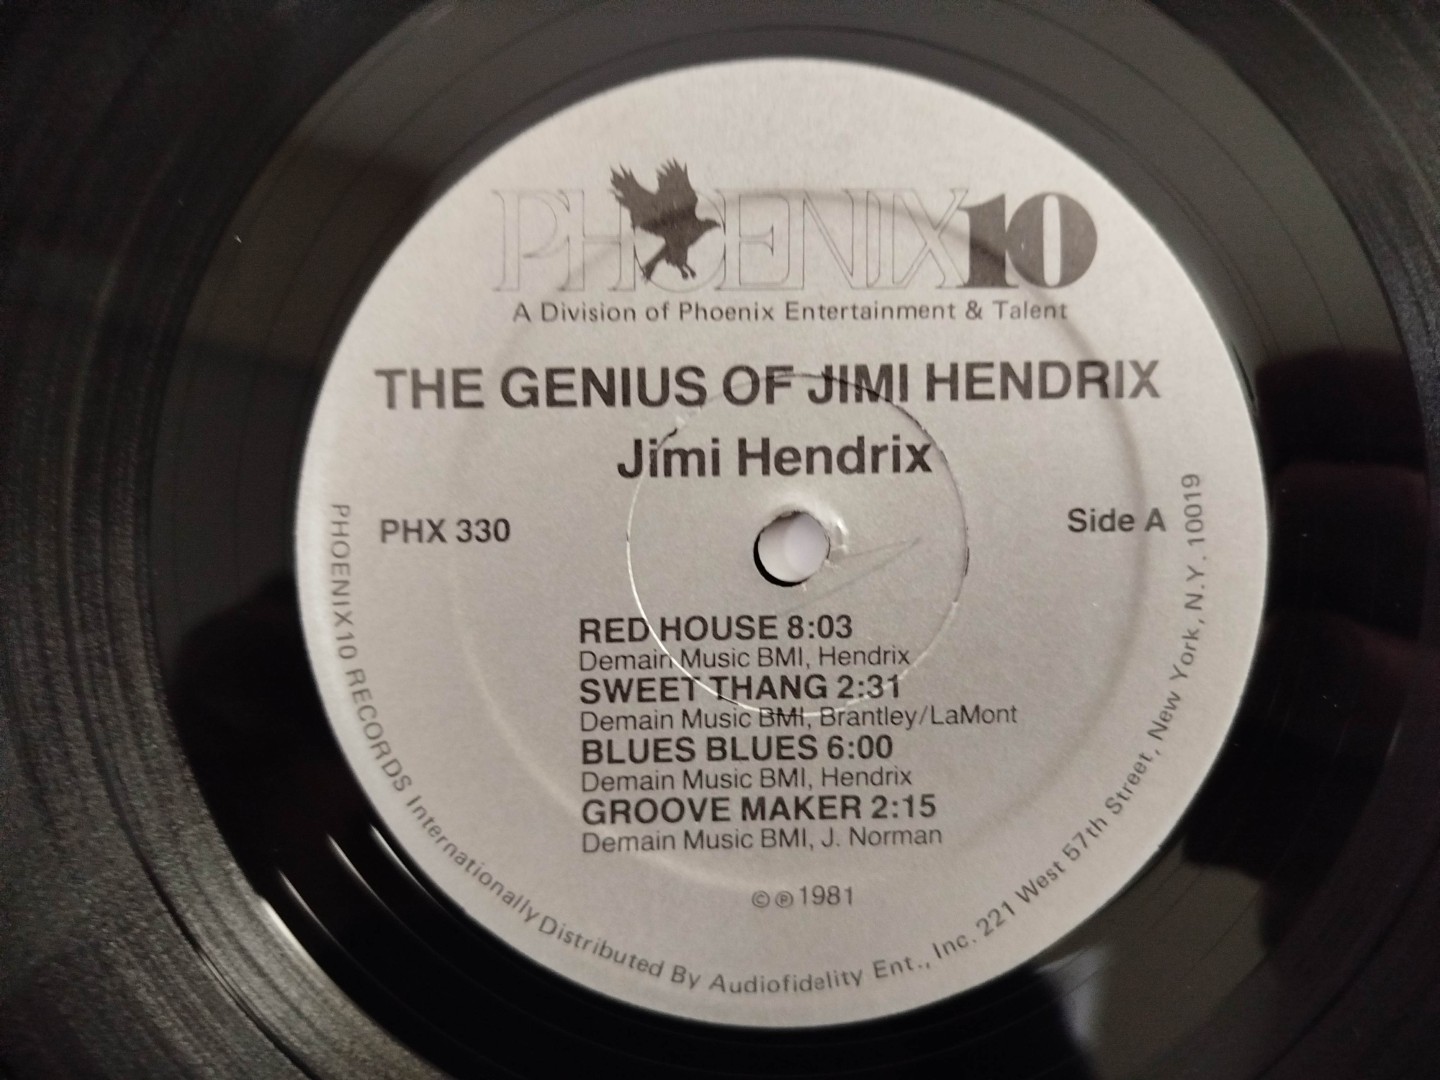 PHOENIX10
A Division of Phoenix Entertainment & Talent
THE GENIUS OF JIMI HENDRIX
Jimi Hendrix
PHX 330
Side A
RED HOUSE 8:03
Demain Music BMI, Hendrix
SWEET THANG 2:31
Demain Music BMI, Brantley/LaMont
BLUES BLUES 6:00
Demain Music BMI, Hendrix
GROOVE MAKER 2:15
Demain Music BMI, J. Norman
©℗1981
PHOENIX10 RECORDS Internationally Distributed By Audiofidelity Ent., Inc. 221 West 57th Street, New York, N.Y. 10019